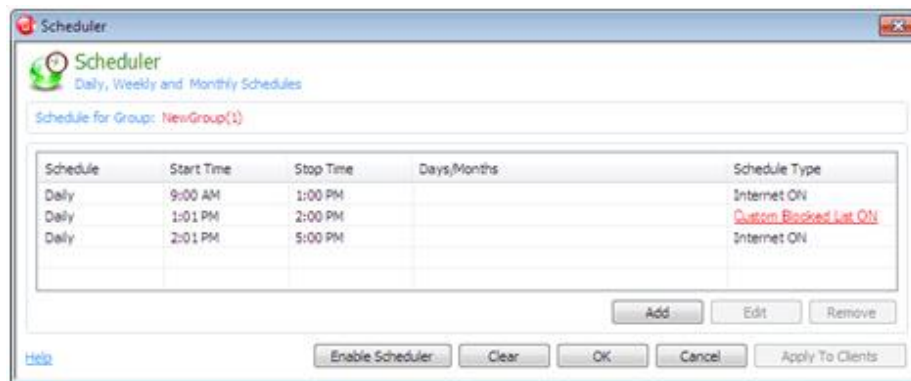 Scheduler
Scheduler
Daily, Weekly and Monthly Schedules
Schedule for Group: NewGroup(1)
Schedule Start Time Stop Time Days/Months Schedule Type
Daily 9:00 AM 1:00 PM Internet ON
Daily 1:01 PM 2:00 PM Custom Blocked List ON
Daily 2:01 PM 5:00 PM Internet ON
Add Edit Remove
Help Enable Scheduler Clear OK Cancel Apply To Clients